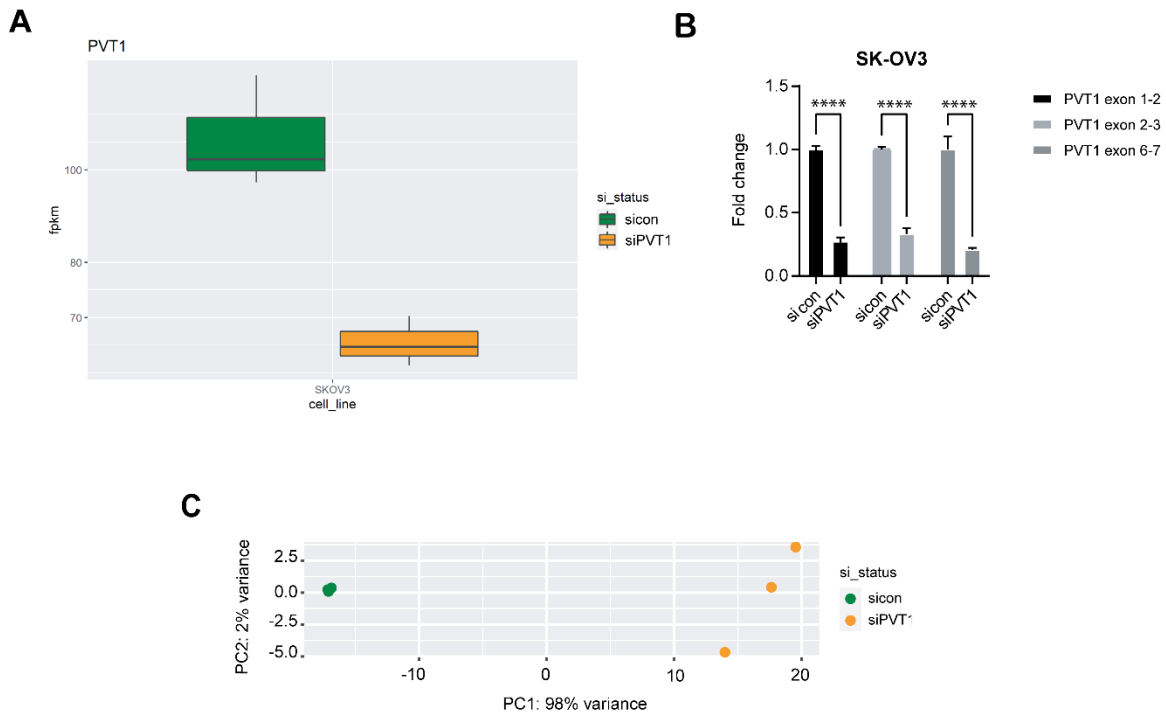 A
PVT1
fpkm
100
80
70
SKOV3
cell_line
si_status
sicon
siPVT1
B
SK-OV3
Fold change
1.5
1.0
0.5
0.0
****
****
****
sicon
siPVT1
sicon
siPVT1
sicon
siPVT1
PVT1 exon 1-2
PVT1 exon 2-3
PVT1 exon 6-7
C
PC2: 2% variance
2.5
0.0
-2.5
-5.0
-10
0
10
20
PC1: 98% variance
si_status
sicon
siPVT1